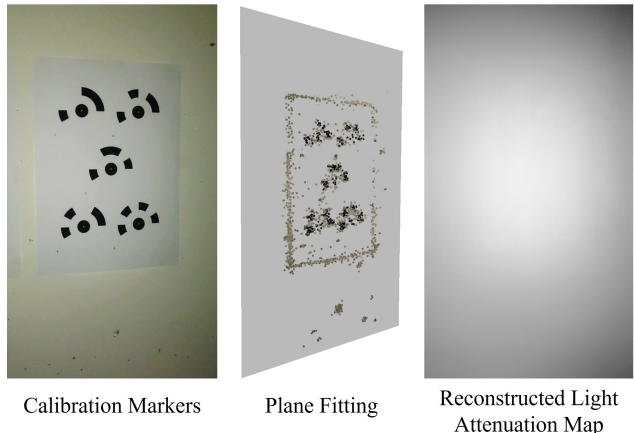 Calibration Markers
Plane Fitting
Reconstructed Light
Attenuation Map